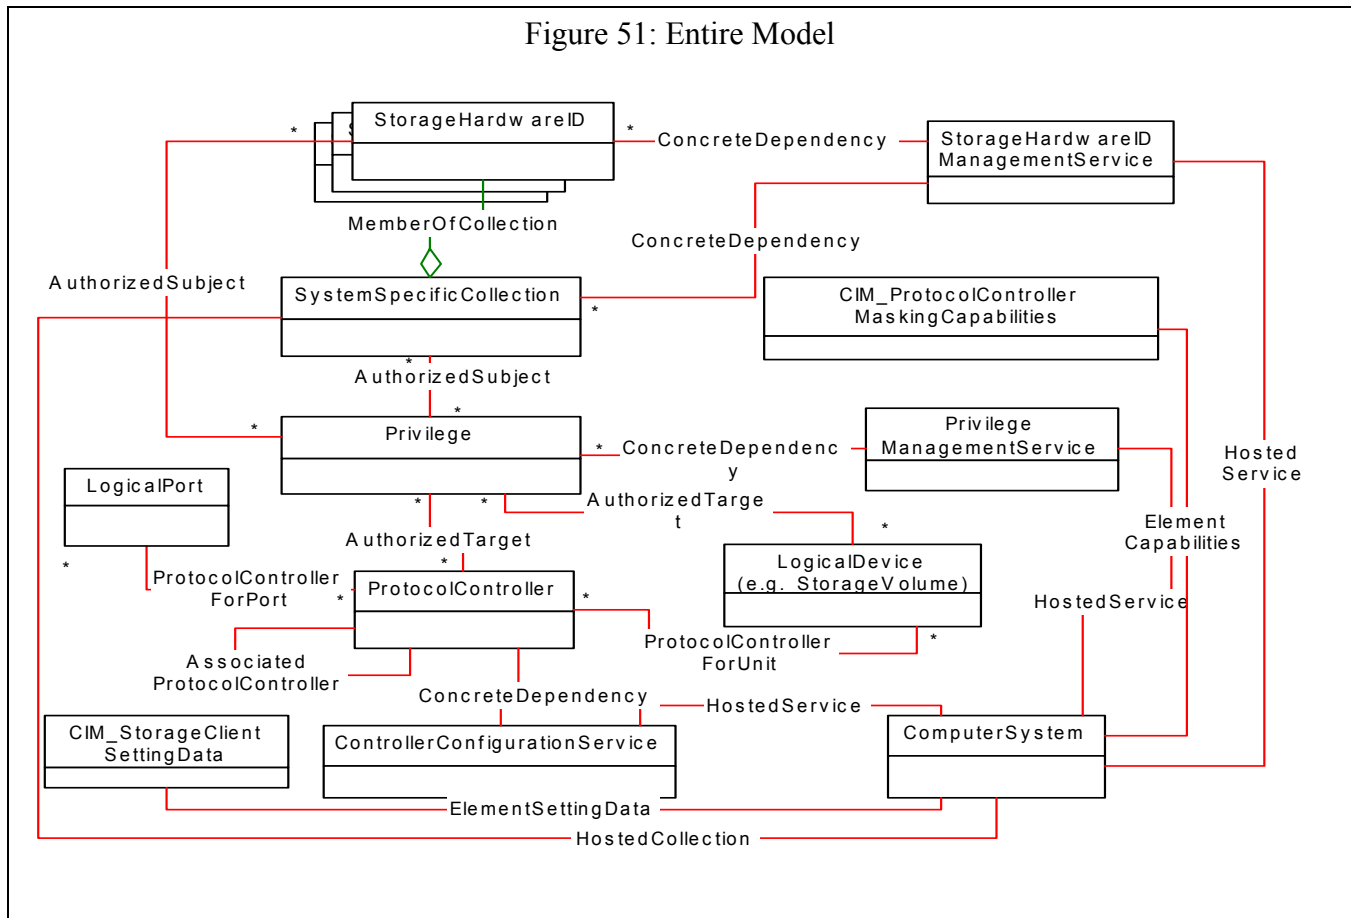 Figure 51: Entire Model
StorageHardwareID
*
*
ConcreteDependency
StorageHardwareID
ManagementService
S
MemberOfCollection
ConcreteDependency
AuthorizedSubject
SystemSpecificCollection
*
CIM_ProtocolController
MaskingCapabilities
*
AuthorizedSubject
*
*
Privilege
*
ConcreteDependenc
y
Privilege
ManagementService
Hosted
Service
LogicalPort
*
*
AuthorizedTarge
t
*
Element
Capabilities
AuthorizedTarget
*
*
ProtocolController
ForPort
*
ProtocolController
*
LogicalDevice
(e.g. StorageVolume)
HostedService
*
ProtocolController
ForUnit
Associated
ProtocolController
ConcreteDependency
HostedService
CIM_StorageClient
SettingData
ControllerConfigurationService
ComputerSystem
ElementSettingData
HostedCollection